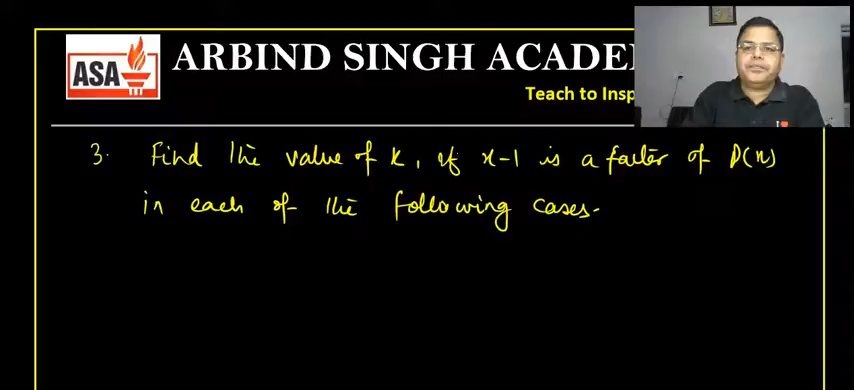 ASA
ARBIND SINGH ACADEM
Teach to Insp
3. Find the value of k, if x-1 is a factor of P(x)
in each of the following cases-